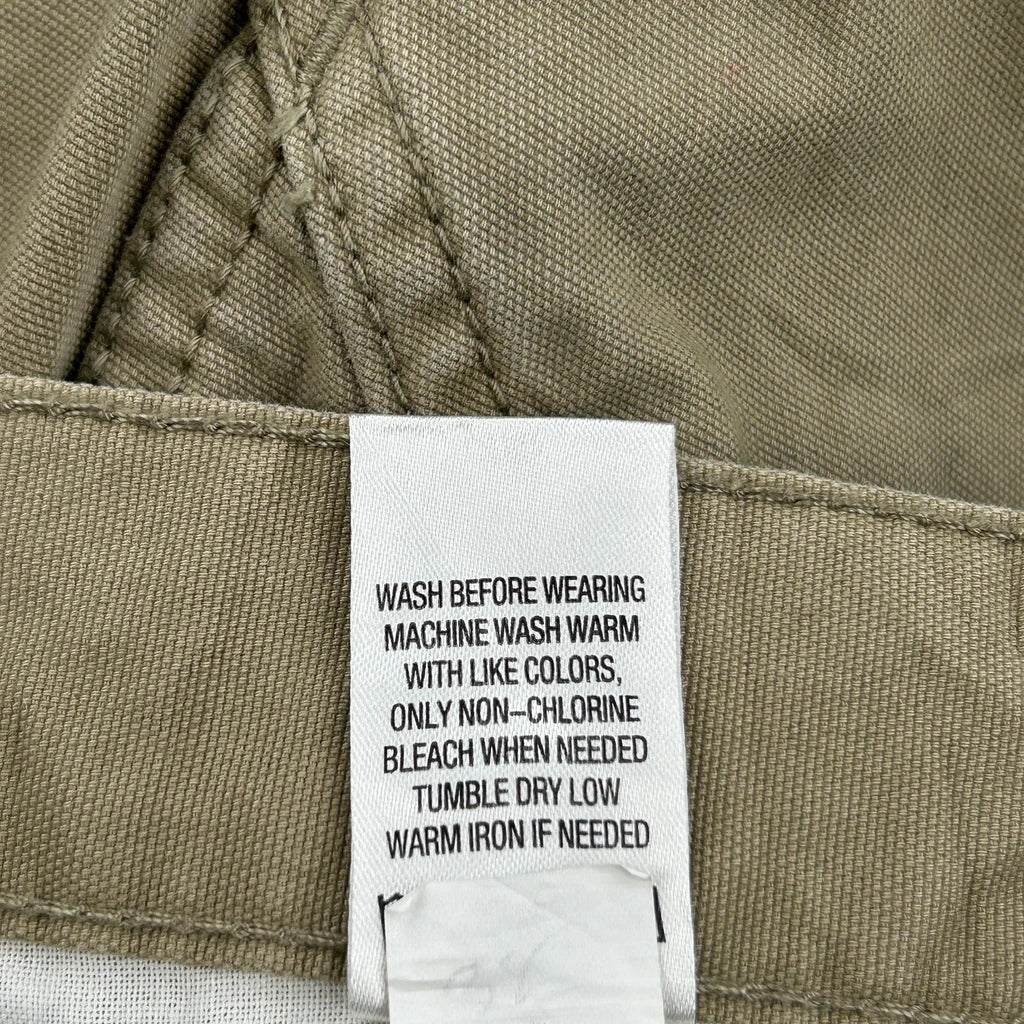 WASH BEFORE WEARING
MACHINE WASH WARM
WITH LIKE COLORS,
ONLY NON–CHLORINE
BLEACH WHEN NEEDED
TUMBLE DRY LOW
WARM IRON IF NEEDED